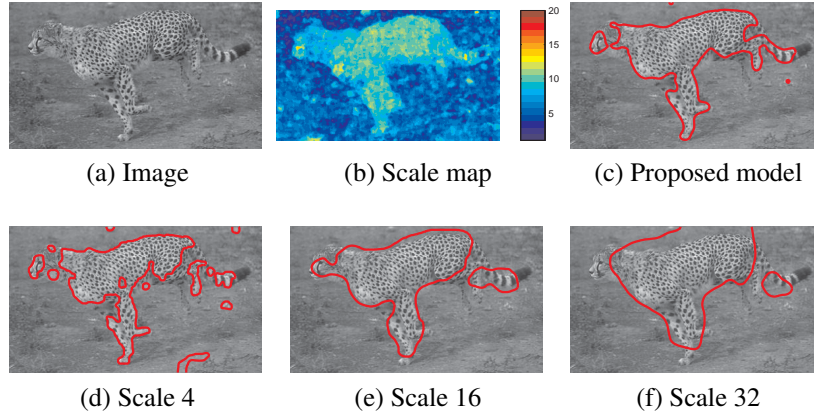 20
15
10
5
(a) Image
(b) Scale map
(c) Proposed model
(d) Scale 4
(e) Scale 16
(f) Scale 32